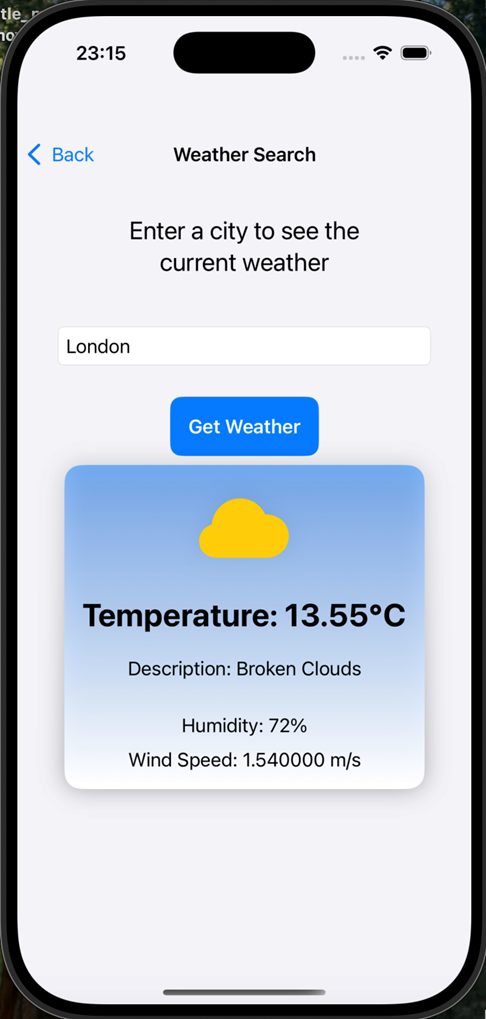 23:15
Back
Weather Search
Enter a city to see the
current weather
London
Get Weather
Temperature: 13.55°C
Description: Broken Clouds
Humidity: 72%
Wind Speed: 1.540000 m/s